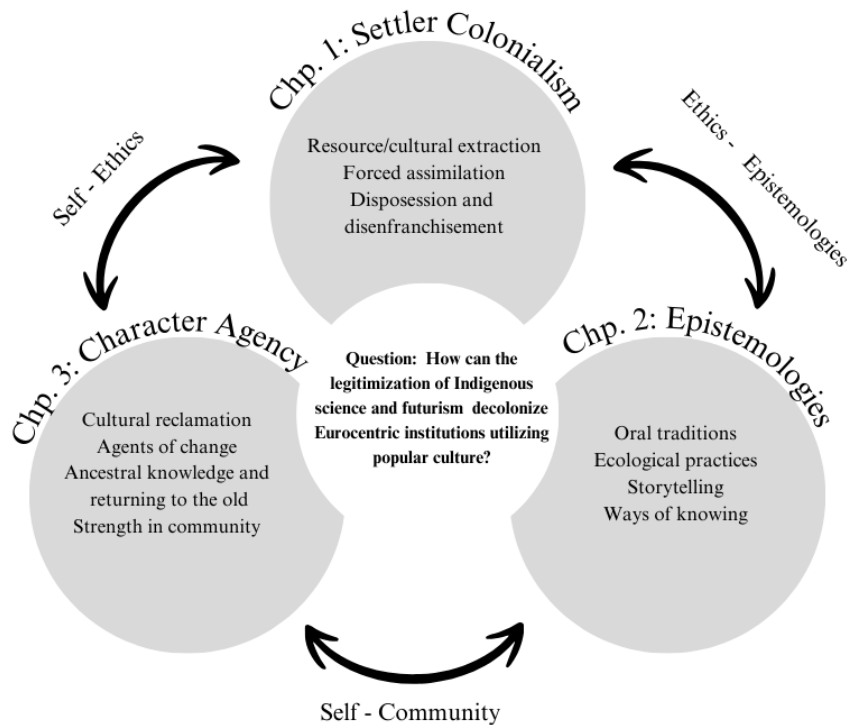 Chp. 1: Settler Colonialism
Resource/cultural extraction
Forced assimilation
Disposession and
disenfranchisement
Self - Ethics
Ethics - Epistemologies
Chp. 3: Character Agency
Cultural reclamation
Agents of change
Ancestral knowledge and
returning to the old
Strength in community
Question: How can the
legitimization of Indigenous
science and futurism decolonize
Eurocentric institutions utilizing
popular culture?
Chp. 2: Epistemologies
Oral traditions
Ecological practices
Storytelling
Ways of knowing
Self - Community